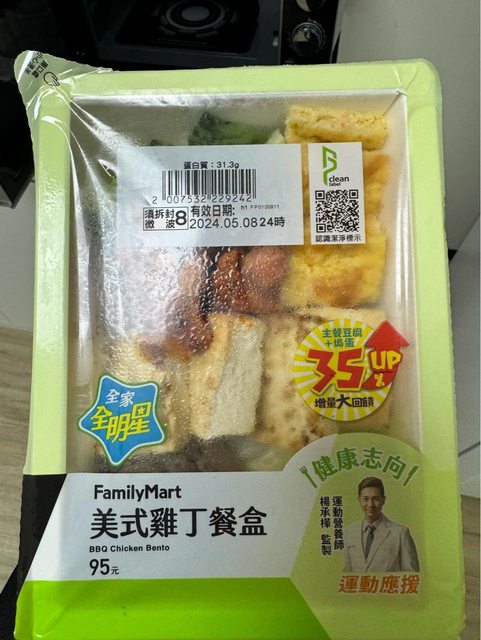 蛋白質：31.3g
2 007532 229242
須拆封
微波
8
有效日期:
h1 FP0100911
2024.05.08 24時
clean
label
認識潔淨標示
主餐豆腐
+烘蛋
35UP
%
增量大回饋
全家
全明星
FamilyMart
美式雞丁餐盒
BBQ Chicken Bento
95元
健康志向
運動營養師
楊承樺 監製
運動應援